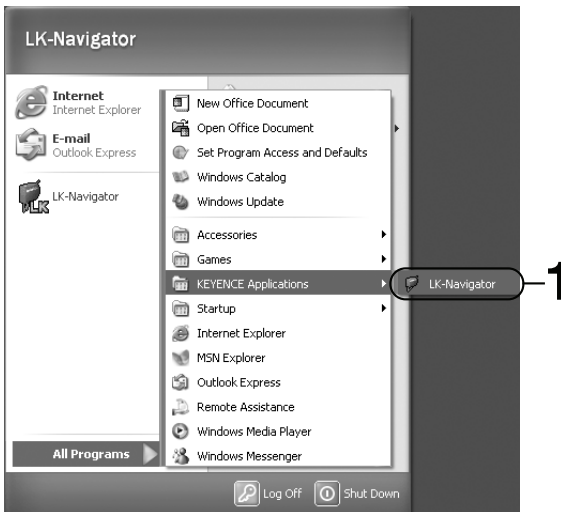 LK-Navigator
Internet
Internet Explorer
E-mail
Outlook Express
LK-Navigator
All Programs
New Office Document
Open Office Document
Set Program Access and Defaults
Windows Catalog
Windows Update
Accessories
Games
KEYENCE Applications
Startup
Internet Explorer
MSN Explorer
Outlook Express
Remote Assistance
Windows Media Player
Windows Messenger
LK-Navigator
1
Log Off
Shut Down